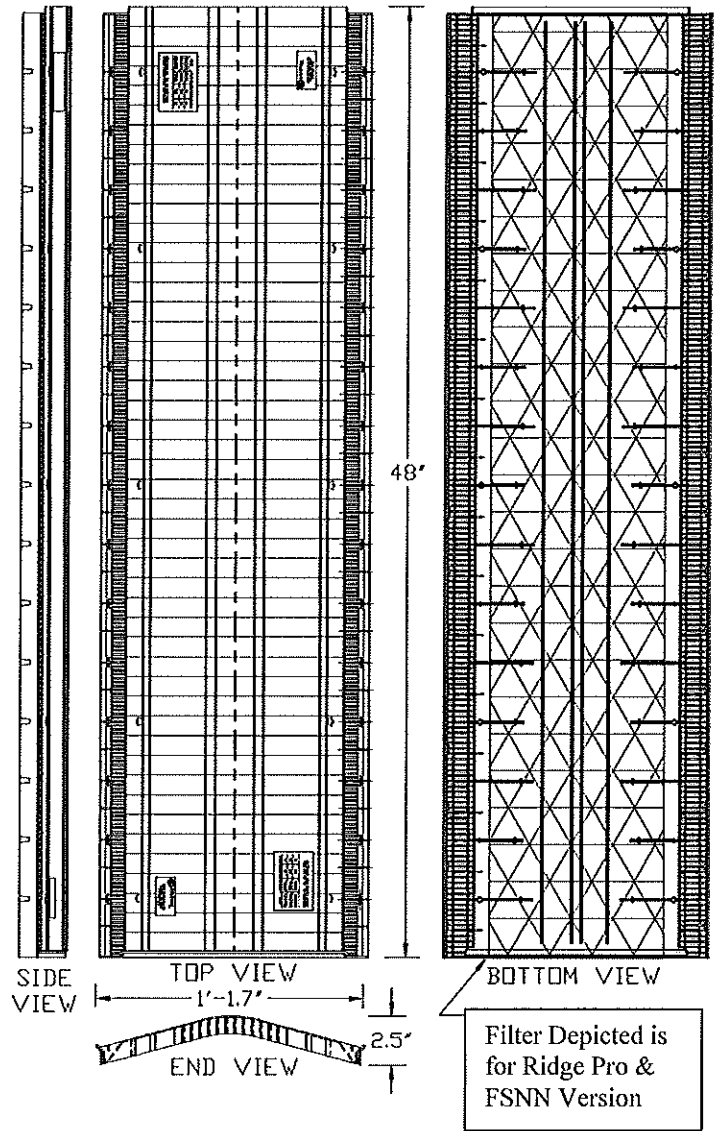 48"
SIDE
VIEW
TOP VIEW
1'-1.7"
BOTTOM VIEW
2.5"
END VIEW
Filter Depicted is
for Ridge Pro &
FSNN Version